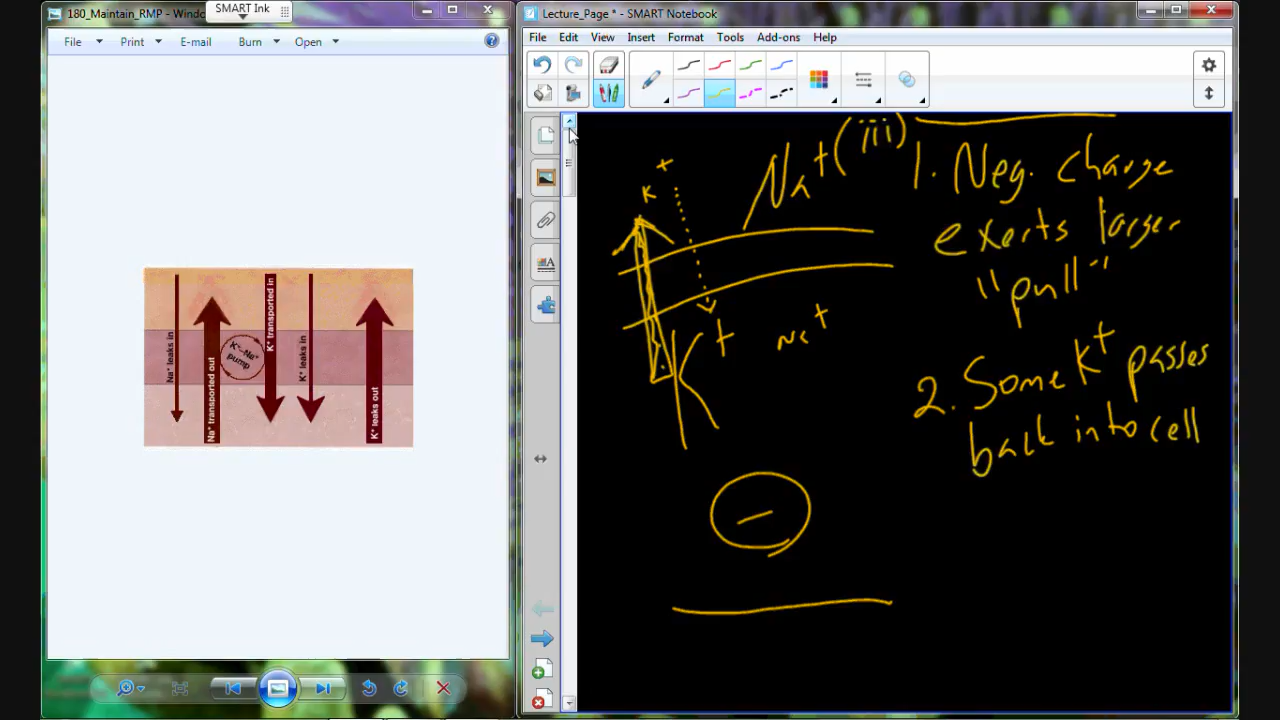 180_Maintain_RMP - Windo
SMART Ink
File Print E-mail Burn Open
Na⁺ leaks in
Na⁺ transported out
K⁺-Na⁺
pump
K⁺ transported in
K⁺ leaks in
K⁺ leaks out
Lecture_Page * - SMART Notebook
File Edit View Insert Format Tools Add-ons Help
K⁺
Na⁺ (iii)
K⁺ Na⁺
−
1. Neg. charge
exerts larger
"pull"
2. Some K⁺ passes
back into cell